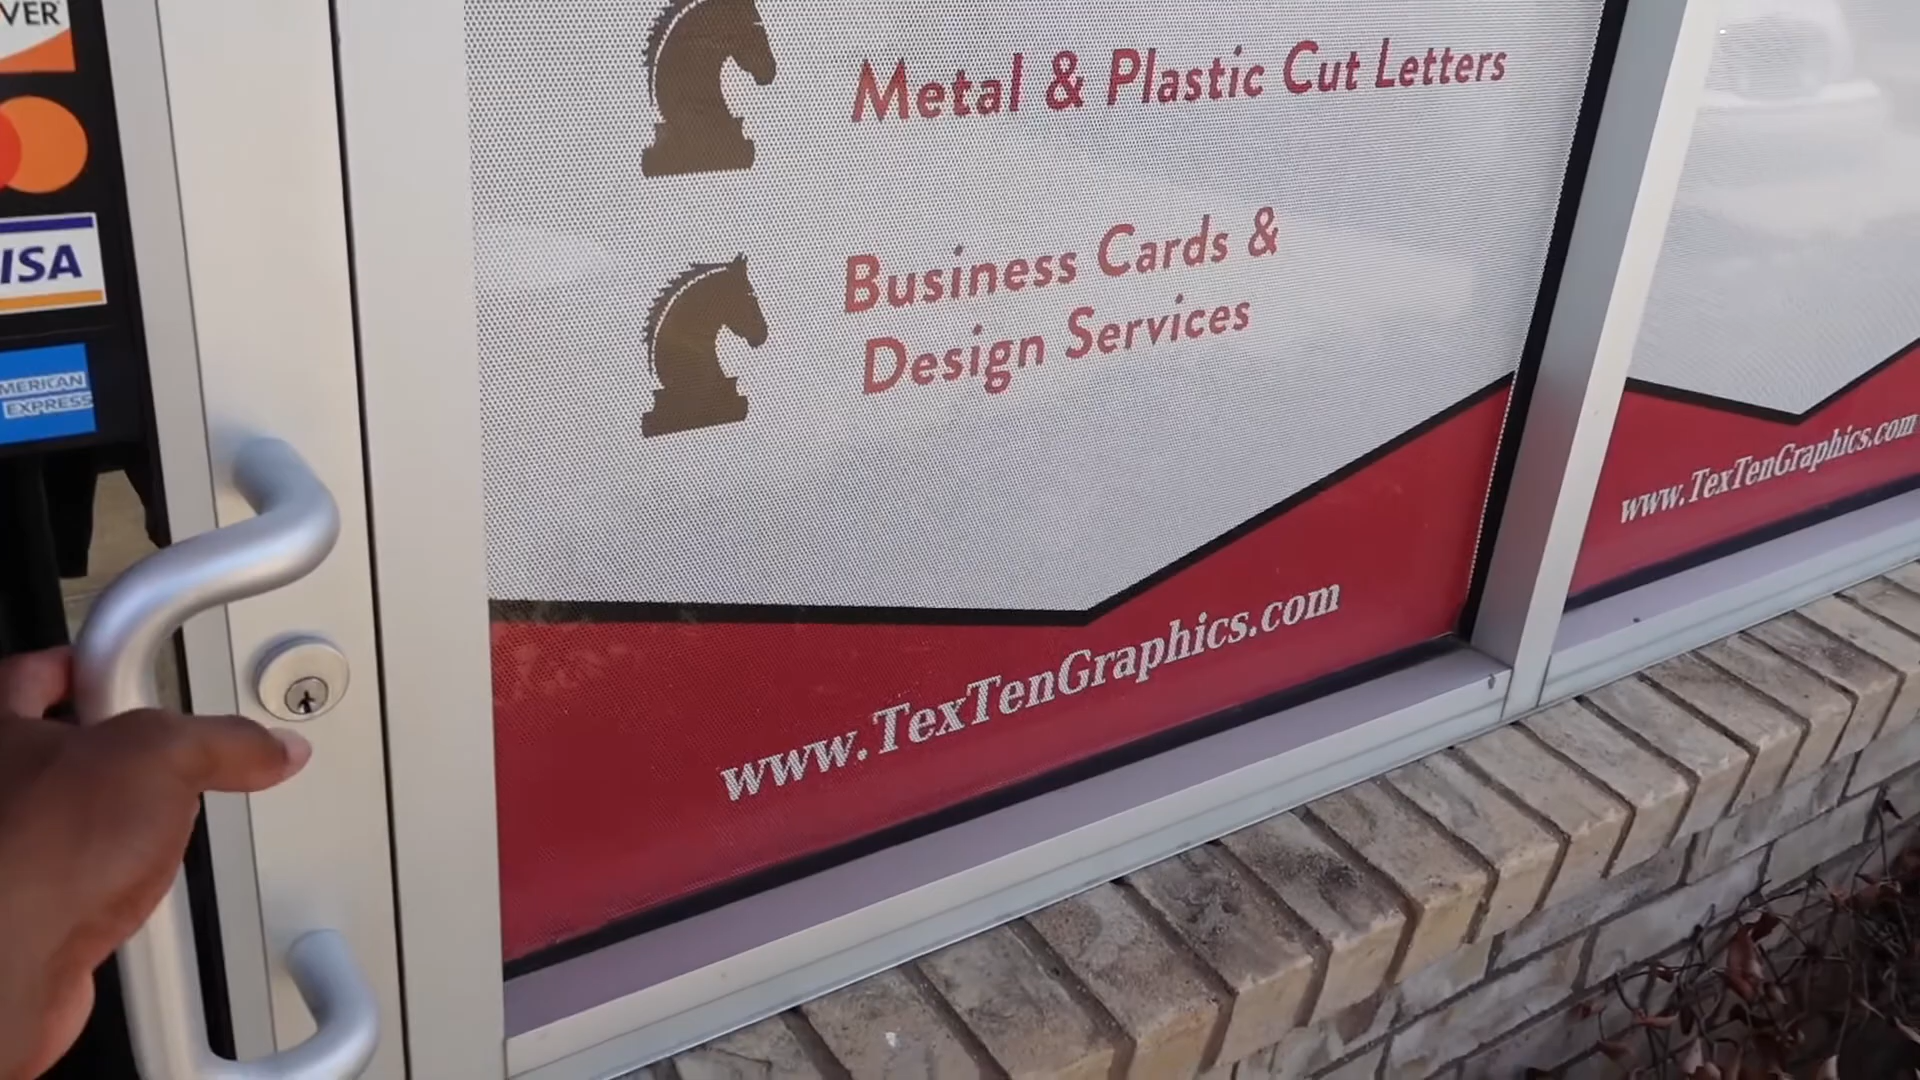 VER
VISA
AMERICAN
EXPRESS
Metal & Plastic Cut Letters
Business Cards &
Design Services
www.TexTenGraphics.com
www.TexTenGraphics.com